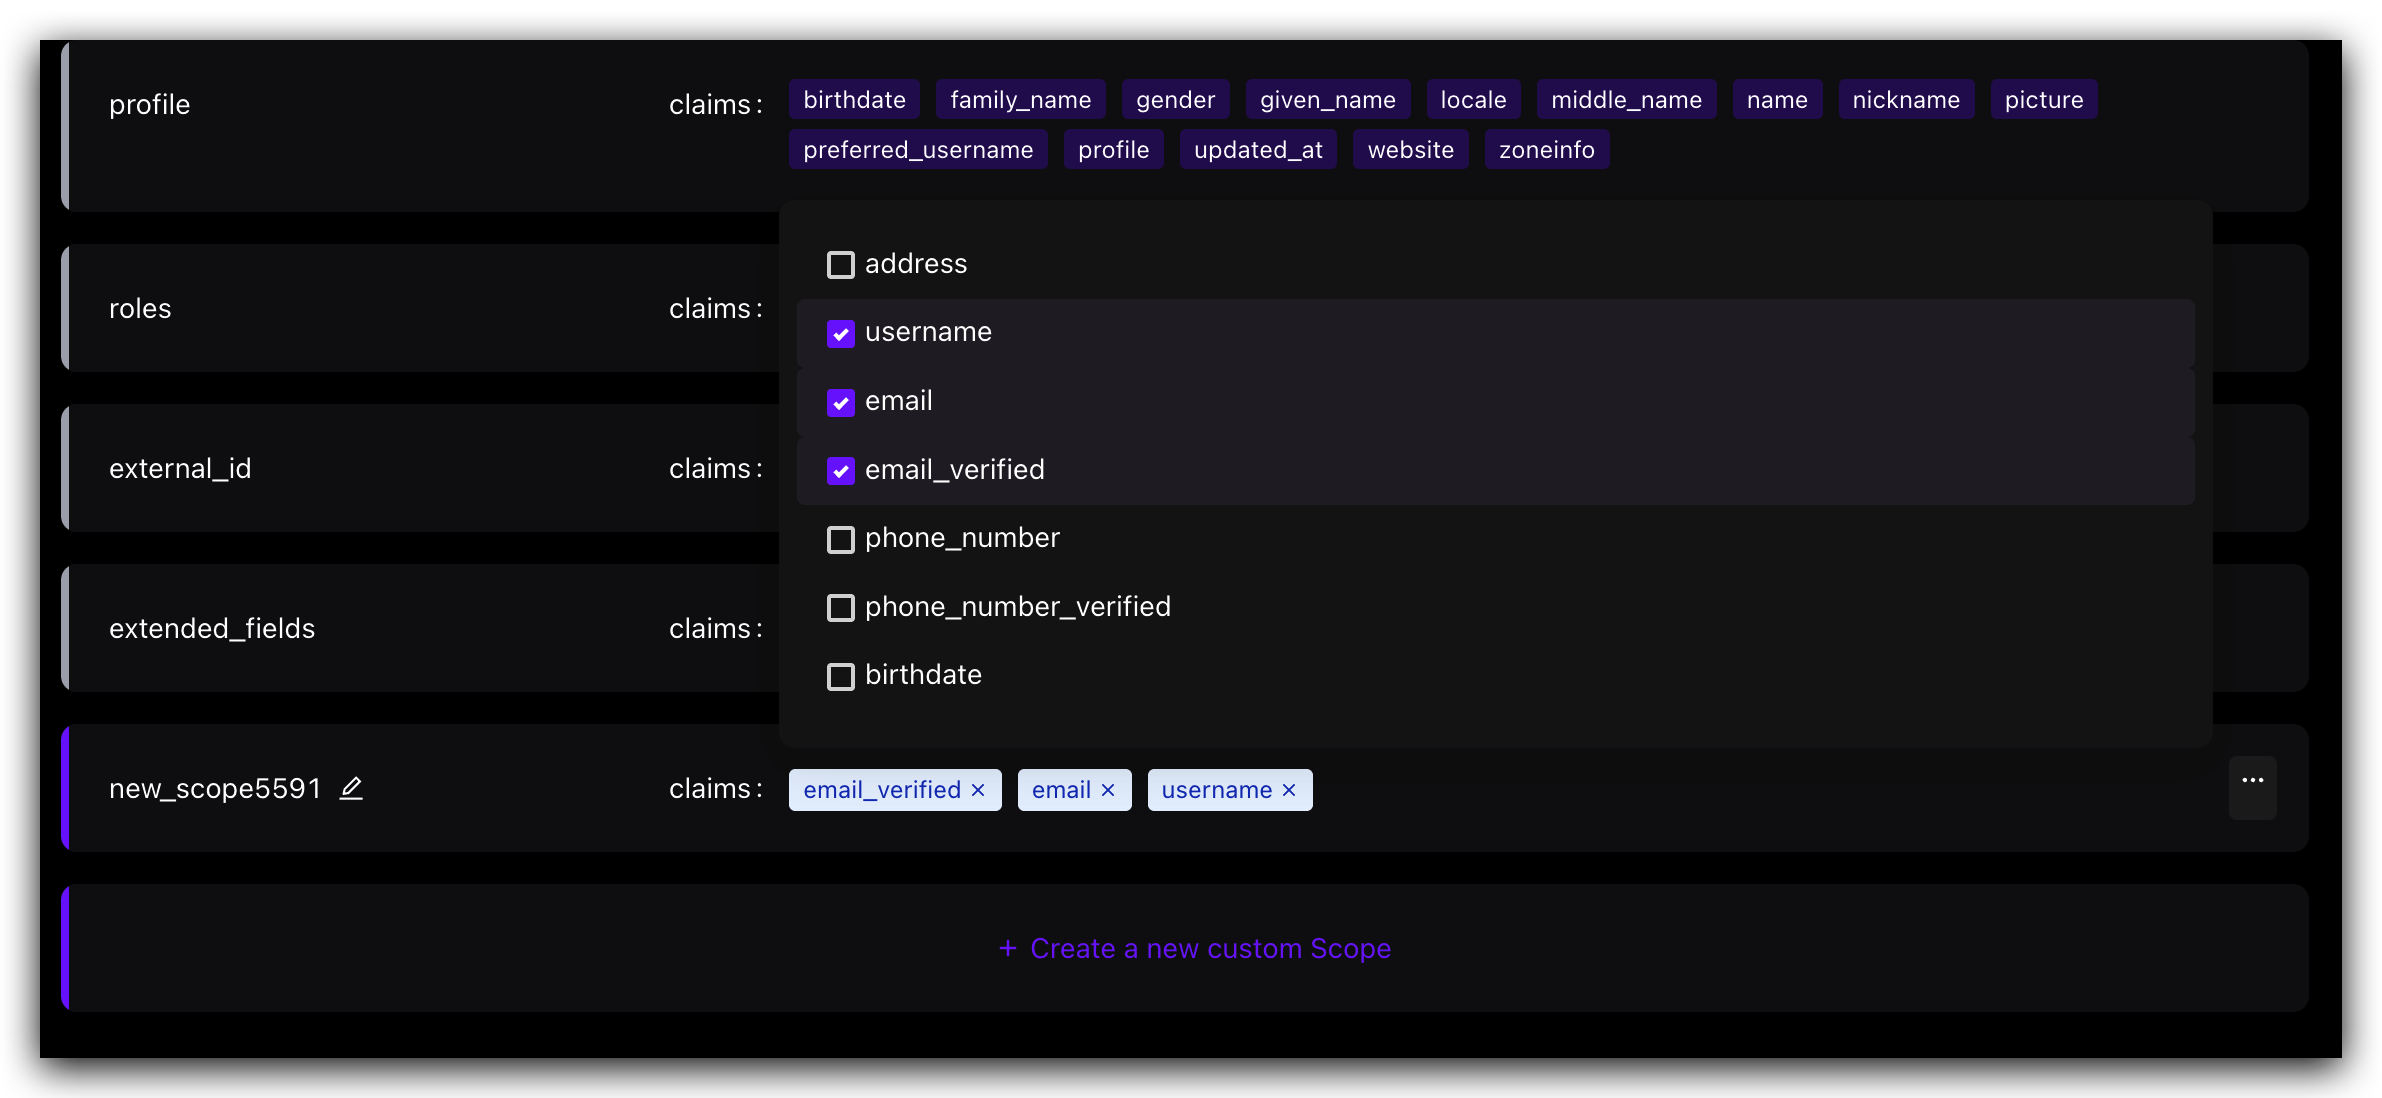 profile claims: birthdate family_name gender given_name locale middle_name name nickname picture
preferred_username profile updated_at website zoneinfo
address
roles claims:
username
email
external_id claims:
email_verified
phone_number
phone_number_verified
extended_fields claims:
birthdate
new_scope5591 claims: email_verified × email × username × ...
+ Create a new custom Scope